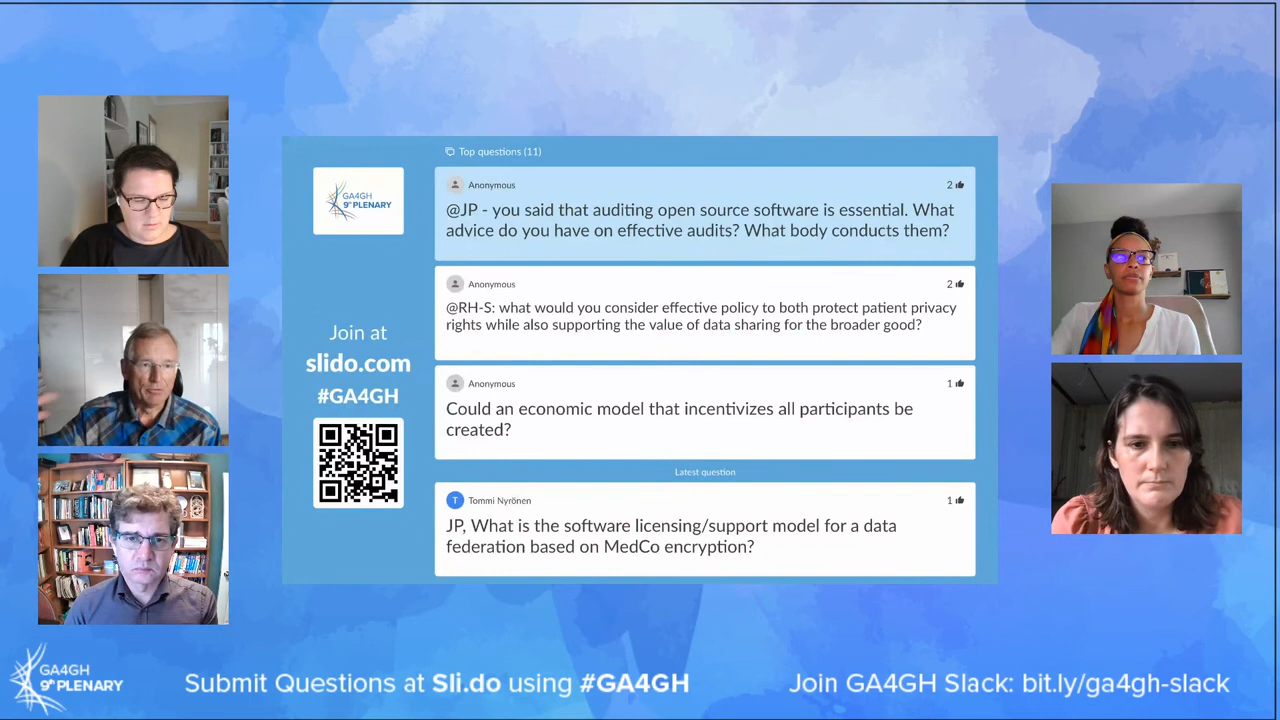 Top questions (11)
GA4GH
9th PLENARY
Join at
slido.com
#GA4GH
Anonymous
2
@JP - you said that auditing open source software is essential. What
advice do you have on effective audits? What body conducts them?
Anonymous
2
@RH-S: what would you consider effective policy to both protect patient privacy
rights while also supporting the value of data sharing for the broader good?
Anonymous
1
Could an economic model that incentivizes all participants be
created?
Latest question
T
Tommi Nyrönen
1
JP, What is the software licensing/support model for a data
federation based on MedCo encryption?
GA4GH
9th PLENARY
Submit Questions at Sli.do using #GA4GH
Join GA4GH Slack: bit.ly/ga4gh-slack